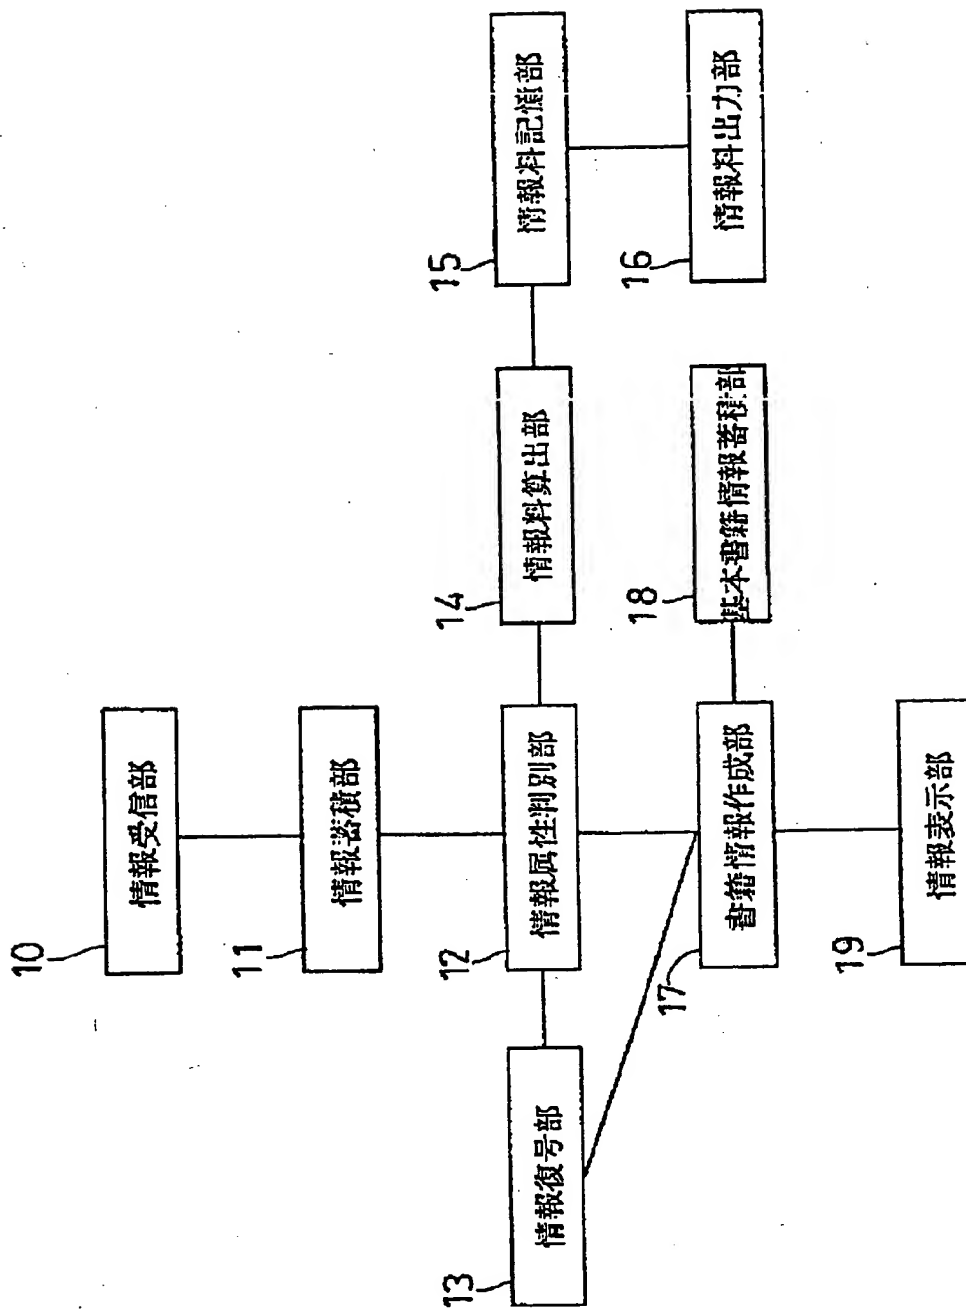 10
情報受信部
11
情報蓄積部
12
情報属性判別部
13
情報復号部
14
情報料算出部
15
情報料記憶部
16
情報料出力部
17
書籍情報作成部
18
基本書籍情報蓄積部
19
情報表示部